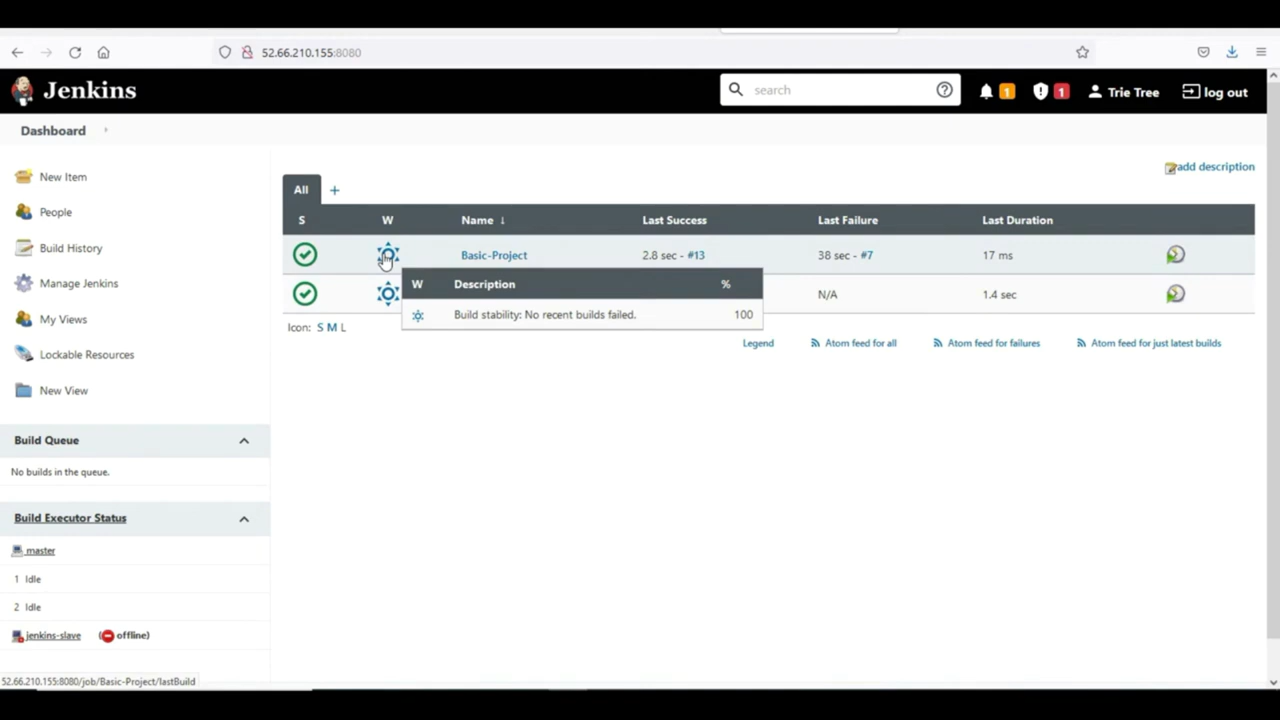 52.66.210.155:8080
Jenkins
search
1
1
Trie Tree
log out
Dashboard
add description
New Item
People
Build History
Manage Jenkins
My Views
Lockable Resources
New View
All +
S W Name ↓ Last Success Last Failure Last Duration
Basic-Project 2.8 sec - #13 38 sec - #7 17 ms
W Description %
Build stability: No recent builds failed. 100
N/A 1.4 sec
Icon: S M L
Legend Atom feed for all Atom feed for failures Atom feed for just latest builds
Build Queue
No builds in the queue.
Build Executor Status
master
1 Idle
2 Idle
jenkins-slave (offline)
52.66.210.155:8080/job/Basic-Project/lastBuild